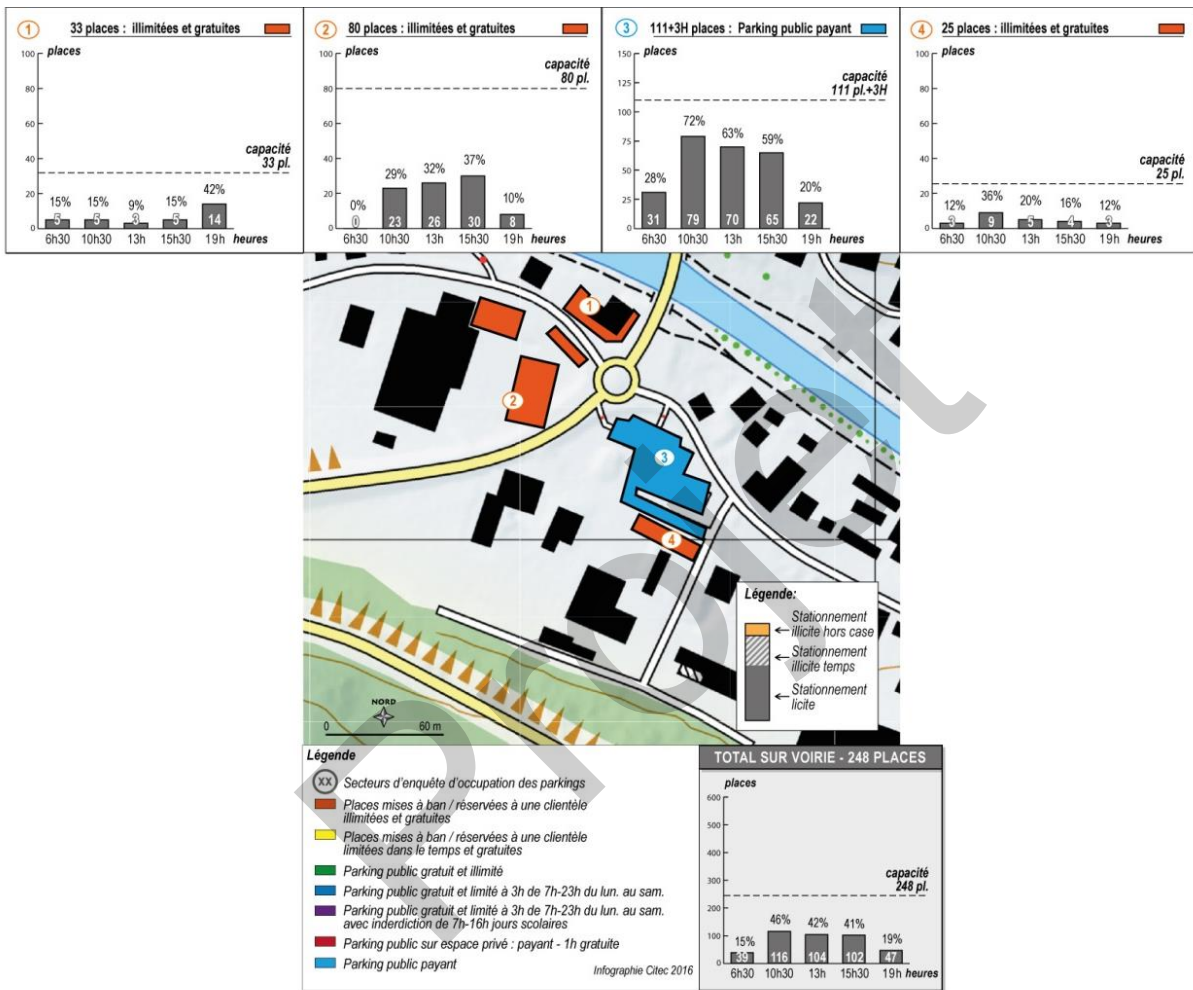 1 33 places : illimitées et gratuites
places
100
80
60
40
20
capacité
33 pl.
15% 15% 9% 15% 42%
5 5 3 5 14
6h30 10h30 13h 15h30 19h heures
2 80 places : illimitées et gratuites
places
100
80
60
40
20
capacité
80 pl.
0% 29% 32% 37% 10%
0 23 26 30 8
6h30 10h30 13h 15h30 19h heures
3 111+3H places : Parking public payant
places
150
125
100
75
50
25
capacité
111 pl.+3H
28% 72% 63% 59% 20%
31 79 70 65 22
6h30 10h30 13h 15h30 19h heures
4 25 places : illimitées et gratuites
places
100
80
60
40
20
capacité
25 pl.
12% 36% 20% 16% 12%
3 9 5 4 3
6h30 10h30 13h 15h30 19h heures
1
2
3
4
Projet
Légende:
Stationnement
illicite hors case
Stationnement
illicite temps
Stationnement
licite
NORD
0 60 m
Légende
XX Secteurs d'enquête d'occupation des parkings
Places mises à ban / réservées à une clientèle
illimitées et gratuites
Places mises à ban / réservées à une clientèle
limitées dans le temps et gratuites
Parking public gratuit et illimité
Parking public gratuit et limité à 3h de 7h-23h du lun. au sam.
Parking public gratuit et limité à 3h de 7h-23h du lun. au sam.
avec inderdiction de 7h-16h jours scolaires
Parking public sur espace privé : payant - 1h gratuite
Parking public payant
Infographie Citec 2016
TOTAL SUR VOIRIE - 248 PLACES
places
600
500
400
300
200
100
0
capacité
248 pl.
15% 46% 42% 41% 19%
39 116 104 102 47
6h30 10h30 13h 15h30 19h heures